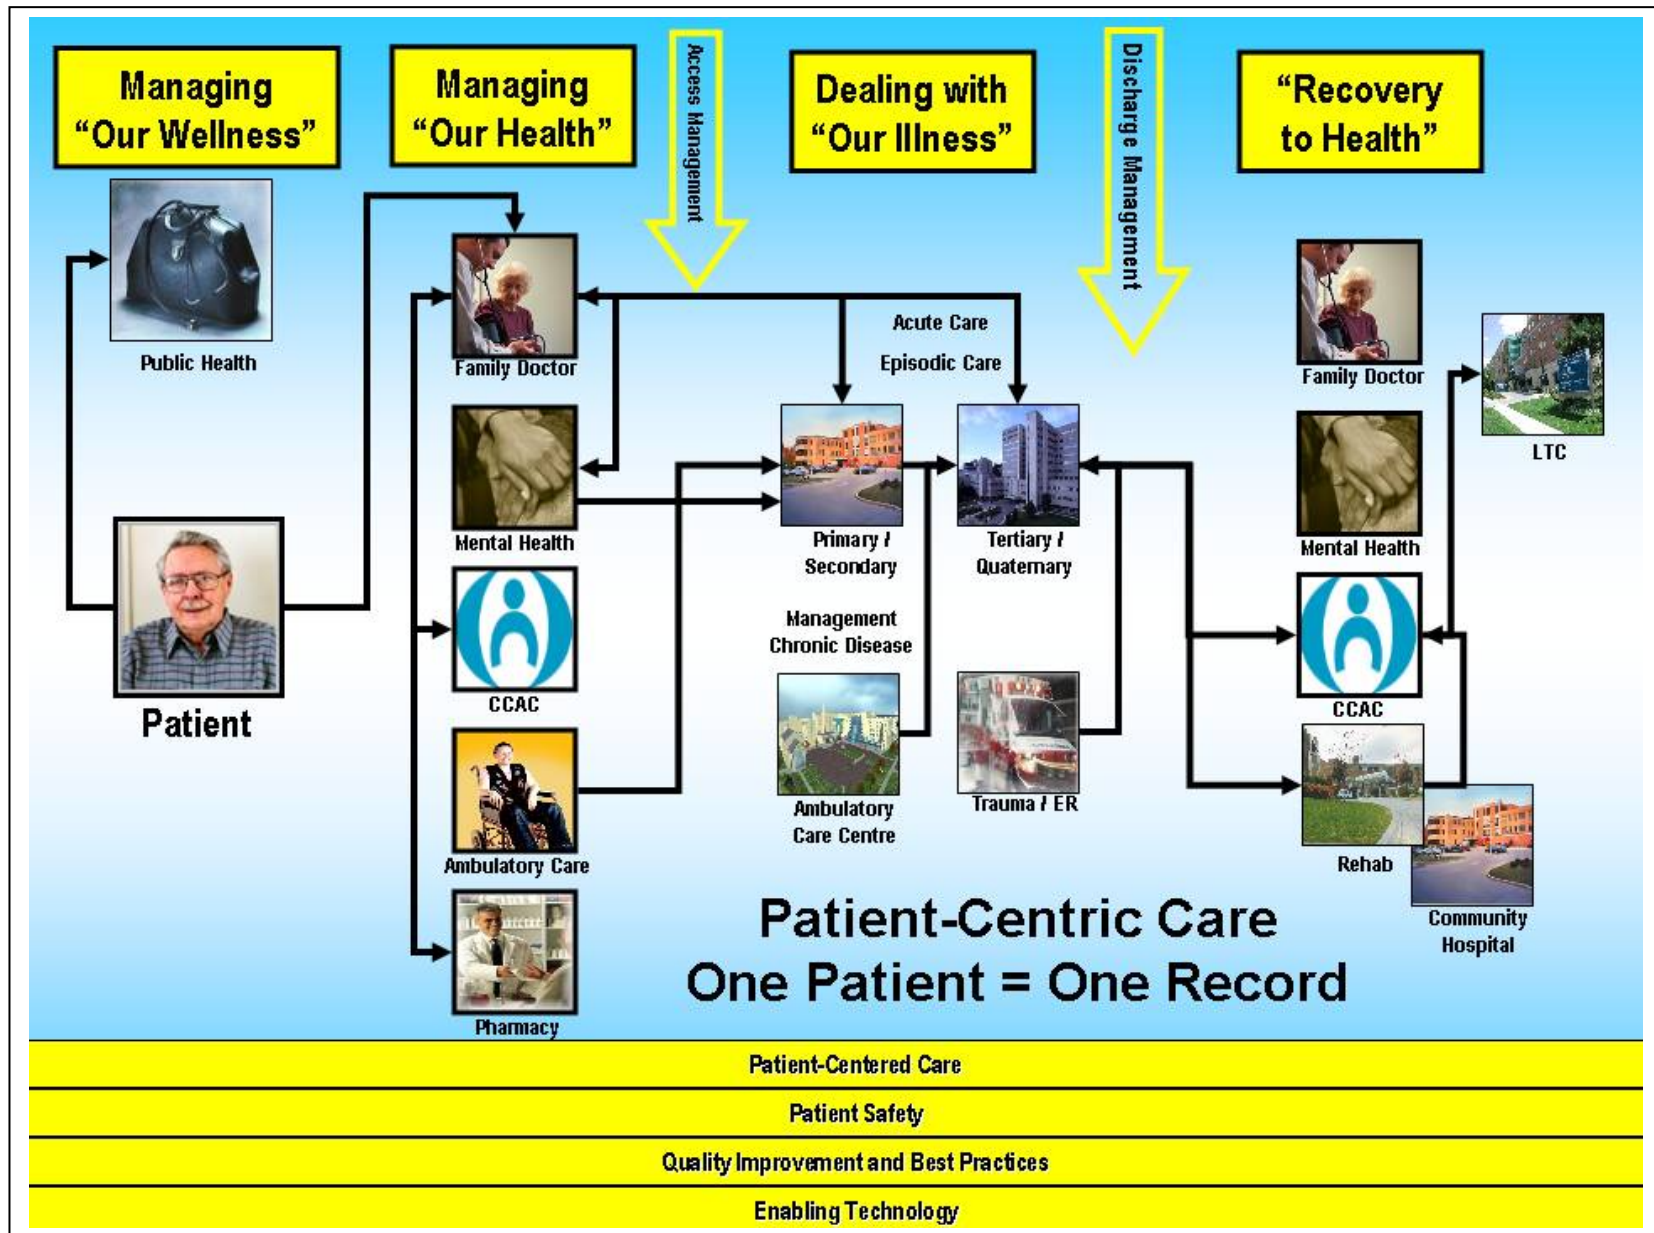 Managing
“Our Wellness”
Managing
“Our Health”
Access Management
Dealing with
“Our Illness”
Discharge Management
“Recovery
to Health”
Public Health
Family Doctor
Acute Care
Episodic Care
Family Doctor
LTC
Mental Health
Primary /
Secondary
Tertiary /
Quaternary
Mental Health
Patient
CCAC
Management
Chronic Disease
CCAC
Ambulatory Care
Ambulatory
Care Centre
Trauma / ER
Rehab
Community
Hospital
Pharmacy
Patient-Centric Care
One Patient = One Record
Patient-Centered Care
Patient Safety
Quality Improvement and Best Practices
Enabling Technology